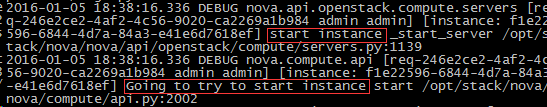 2016-01-05 18:38:16.336 DEBUG nova.api.openstack.compute.servers [re
q-246e2ce2-4af2-4c56-9020-ca2269a1b984 admin admin] [instance: f1e22
596-6844-4d7a-84a3-e41e6d7618ef] start instance _start_server /opt/s
tack/nova/nova/api/openstack/compute/servers.py:1139
2016-01-05 18:38:16.336 DEBUG nova.compute.api [req-246e2ce2-4af2-4c
56-9020-ca2269a1b984 admin admin] [instance: f1e22596-6844-4d7a-84a3
-e41e6d7618ef] Going to try to start instance start /opt/stack/nova/
nova/compute/api.py:2002